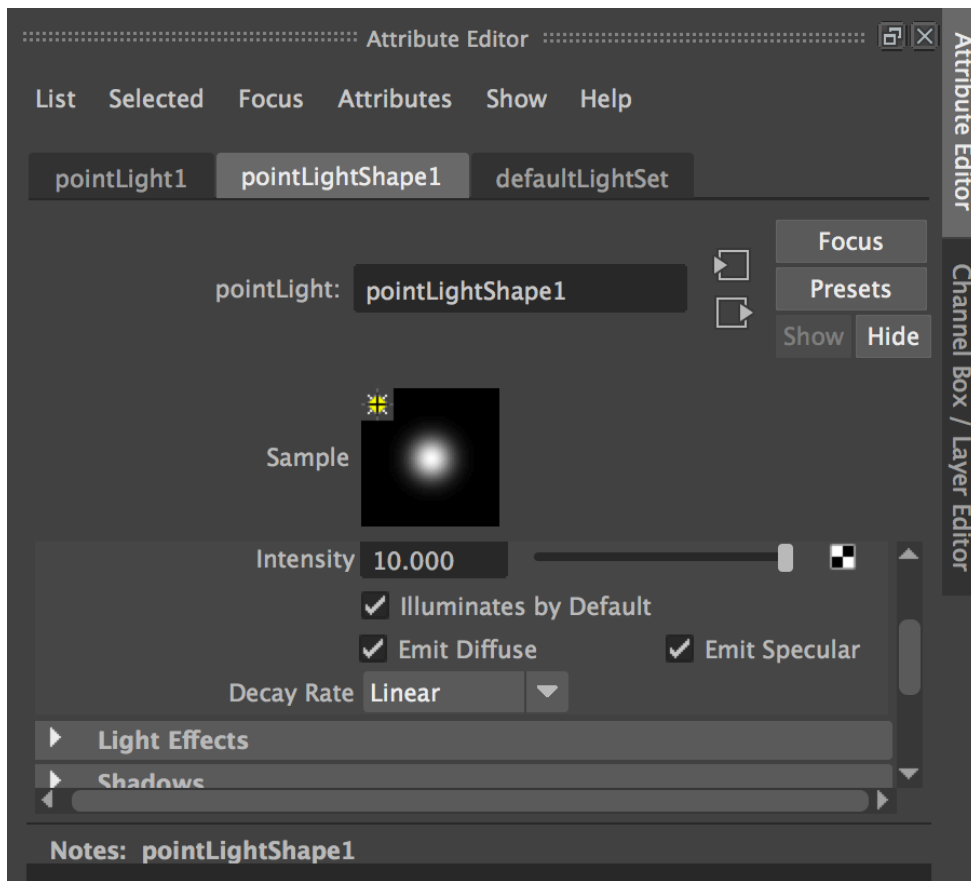 Attribute Editor
List Selected Focus Attributes Show Help
pointLight1 pointLightShape1 defaultLightSet
Focus
pointLight: pointLightShape1
Presets
Show Hide
Sample
Intensity 10.000
Illuminates by Default
Emit Diffuse Emit Specular
Decay Rate Linear
Light Effects
Shadows
Notes: pointLightShape1
Attribute Editor
Channel Box / Layer Editor